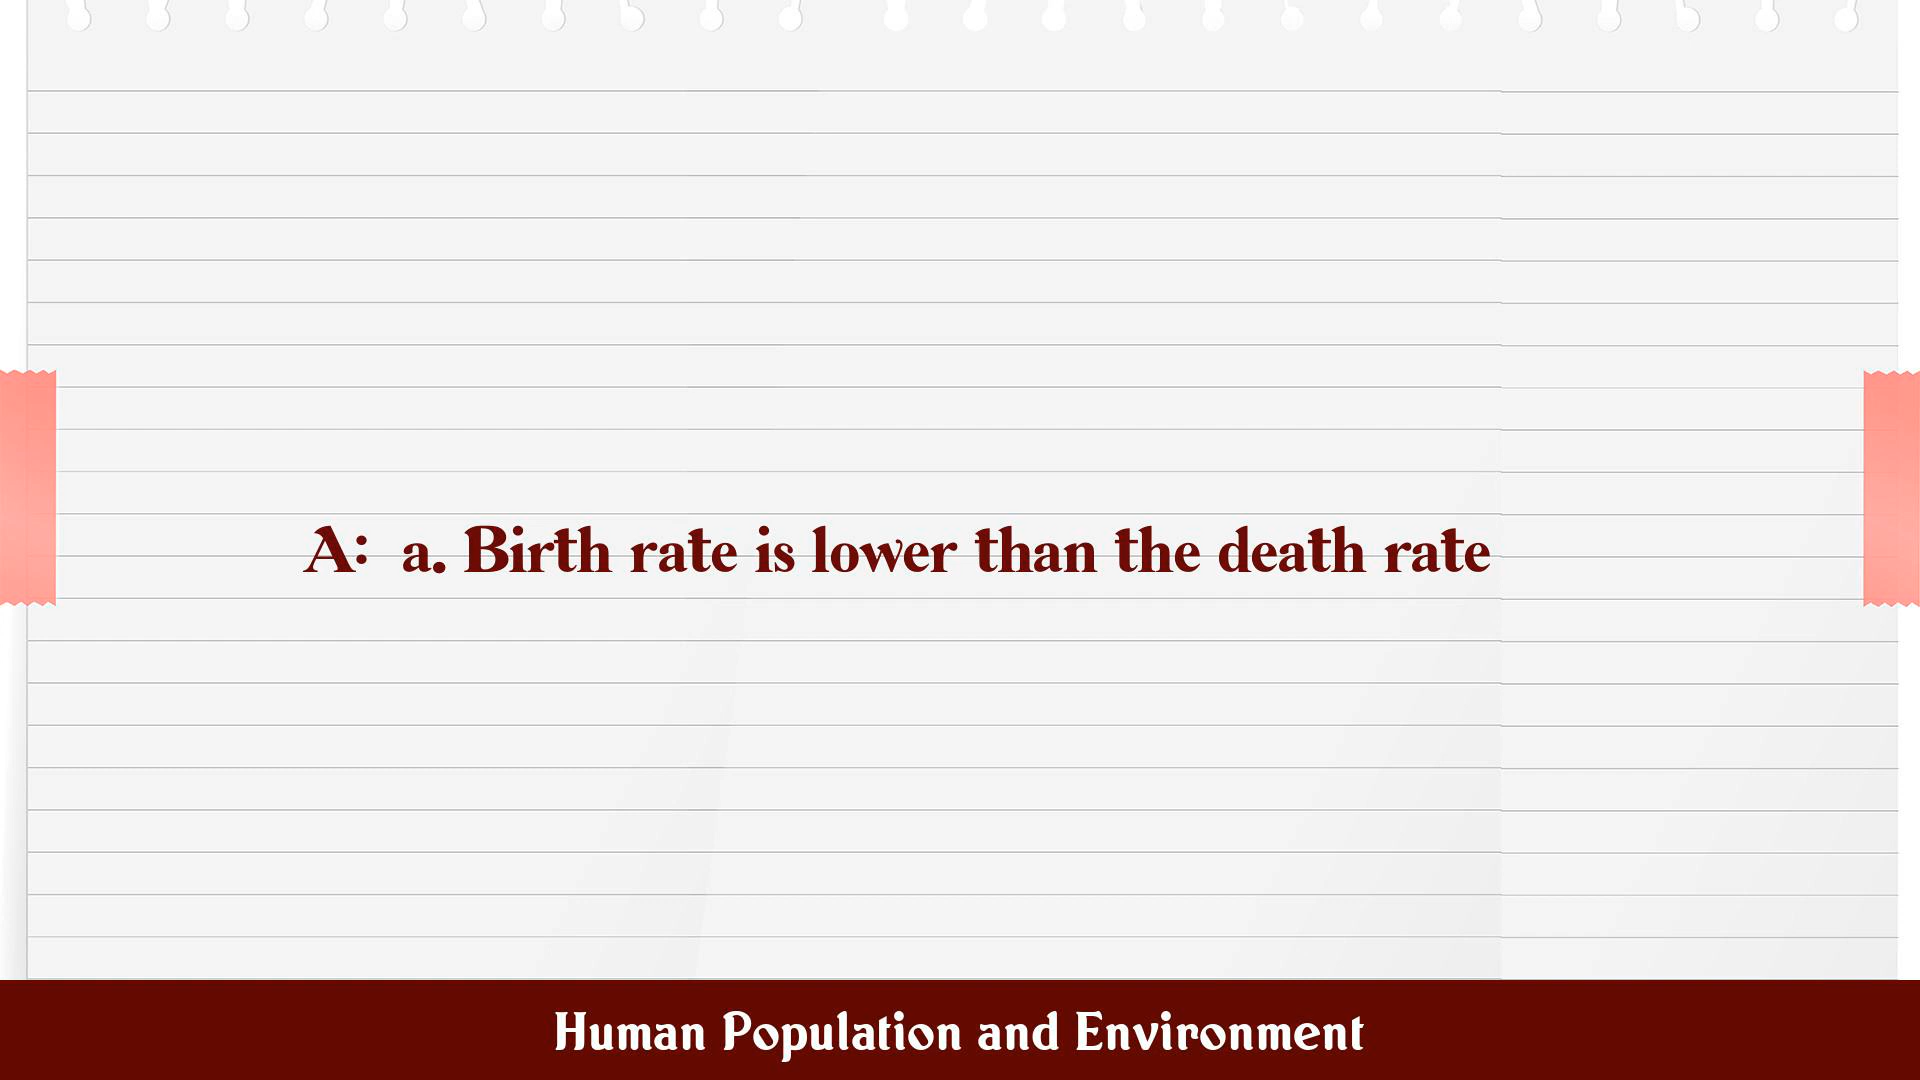 A: a. Birth rate is lower than the death rate
Human Population and Environment